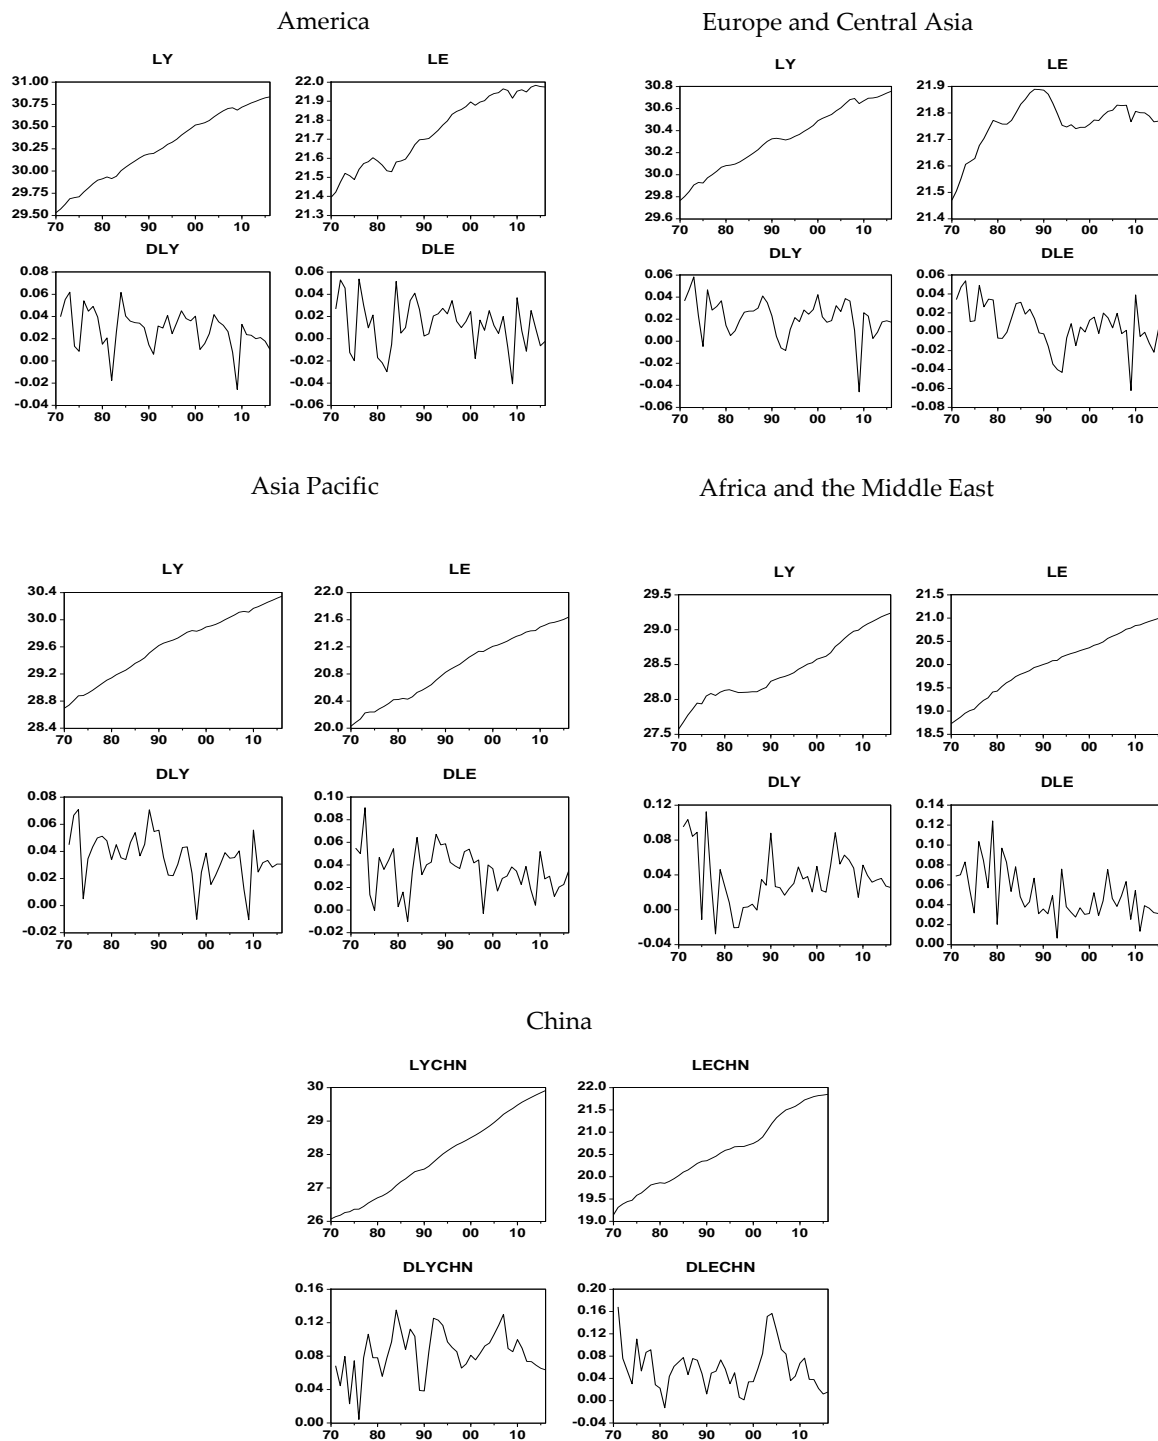 America
Europe and Central Asia
LY
LE
LY
LE
31.00
30.75
30.50
30.25
30.00
29.75
29.50
70 80 90 00 10
22.0
21.9
21.8
21.7
21.6
21.5
21.4
21.3
70 80 90 00 10
30.8
30.6
30.4
30.2
30.0
29.8
29.6
70 80 90 00 10
21.9
21.8
21.7
21.6
21.5
21.4
70 80 90 00 10
DLY
DLE
DLY
DLE
0.08
0.06
0.04
0.02
0.00
-0.02
-0.04
70 80 90 00 10
0.06
0.04
0.02
0.00
-0.02
-0.04
-0.06
70 80 90 00 10
0.06
0.04
0.02
0.00
-0.02
-0.04
-0.06
70 80 90 00 10
0.06
0.04
0.02
0.00
-0.02
-0.04
-0.06
-0.08
70 80 90 00 10
Asia Pacific
Africa and the Middle East
LY
LE
LY
LE
30.4
30.0
29.6
29.2
28.8
28.4
70 80 90 00 10
22.0
21.6
21.2
20.8
20.4
20.0
70 80 90 00 10
29.5
29.0
28.5
28.0
27.5
70 80 90 00 10
21.5
21.0
20.5
20.0
19.5
19.0
18.5
70 80 90 00 10
DLY
DLE
DLY
DLE
0.08
0.06
0.04
0.02
0.00
-0.02
70 80 90 00 10
0.10
0.08
0.06
0.04
0.02
0.00
-0.02
70 80 90 00 10
0.12
0.08
0.04
0.00
-0.04
70 80 90 00 10
0.14
0.12
0.10
0.08
0.06
0.04
0.02
0.00
70 80 90 00 10
China
LYCHN
LECHN
30
29
28
27
26
70 80 90 00 10
22.0
21.5
21.0
20.5
20.0
19.5
19.0
70 80 90 00 10
DLYCHN
DLECHN
0.16
0.12
0.08
0.04
0.00
70 80 90 00 10
0.20
0.16
0.12
0.08
0.04
0.00
-0.04
70 80 90 00 10